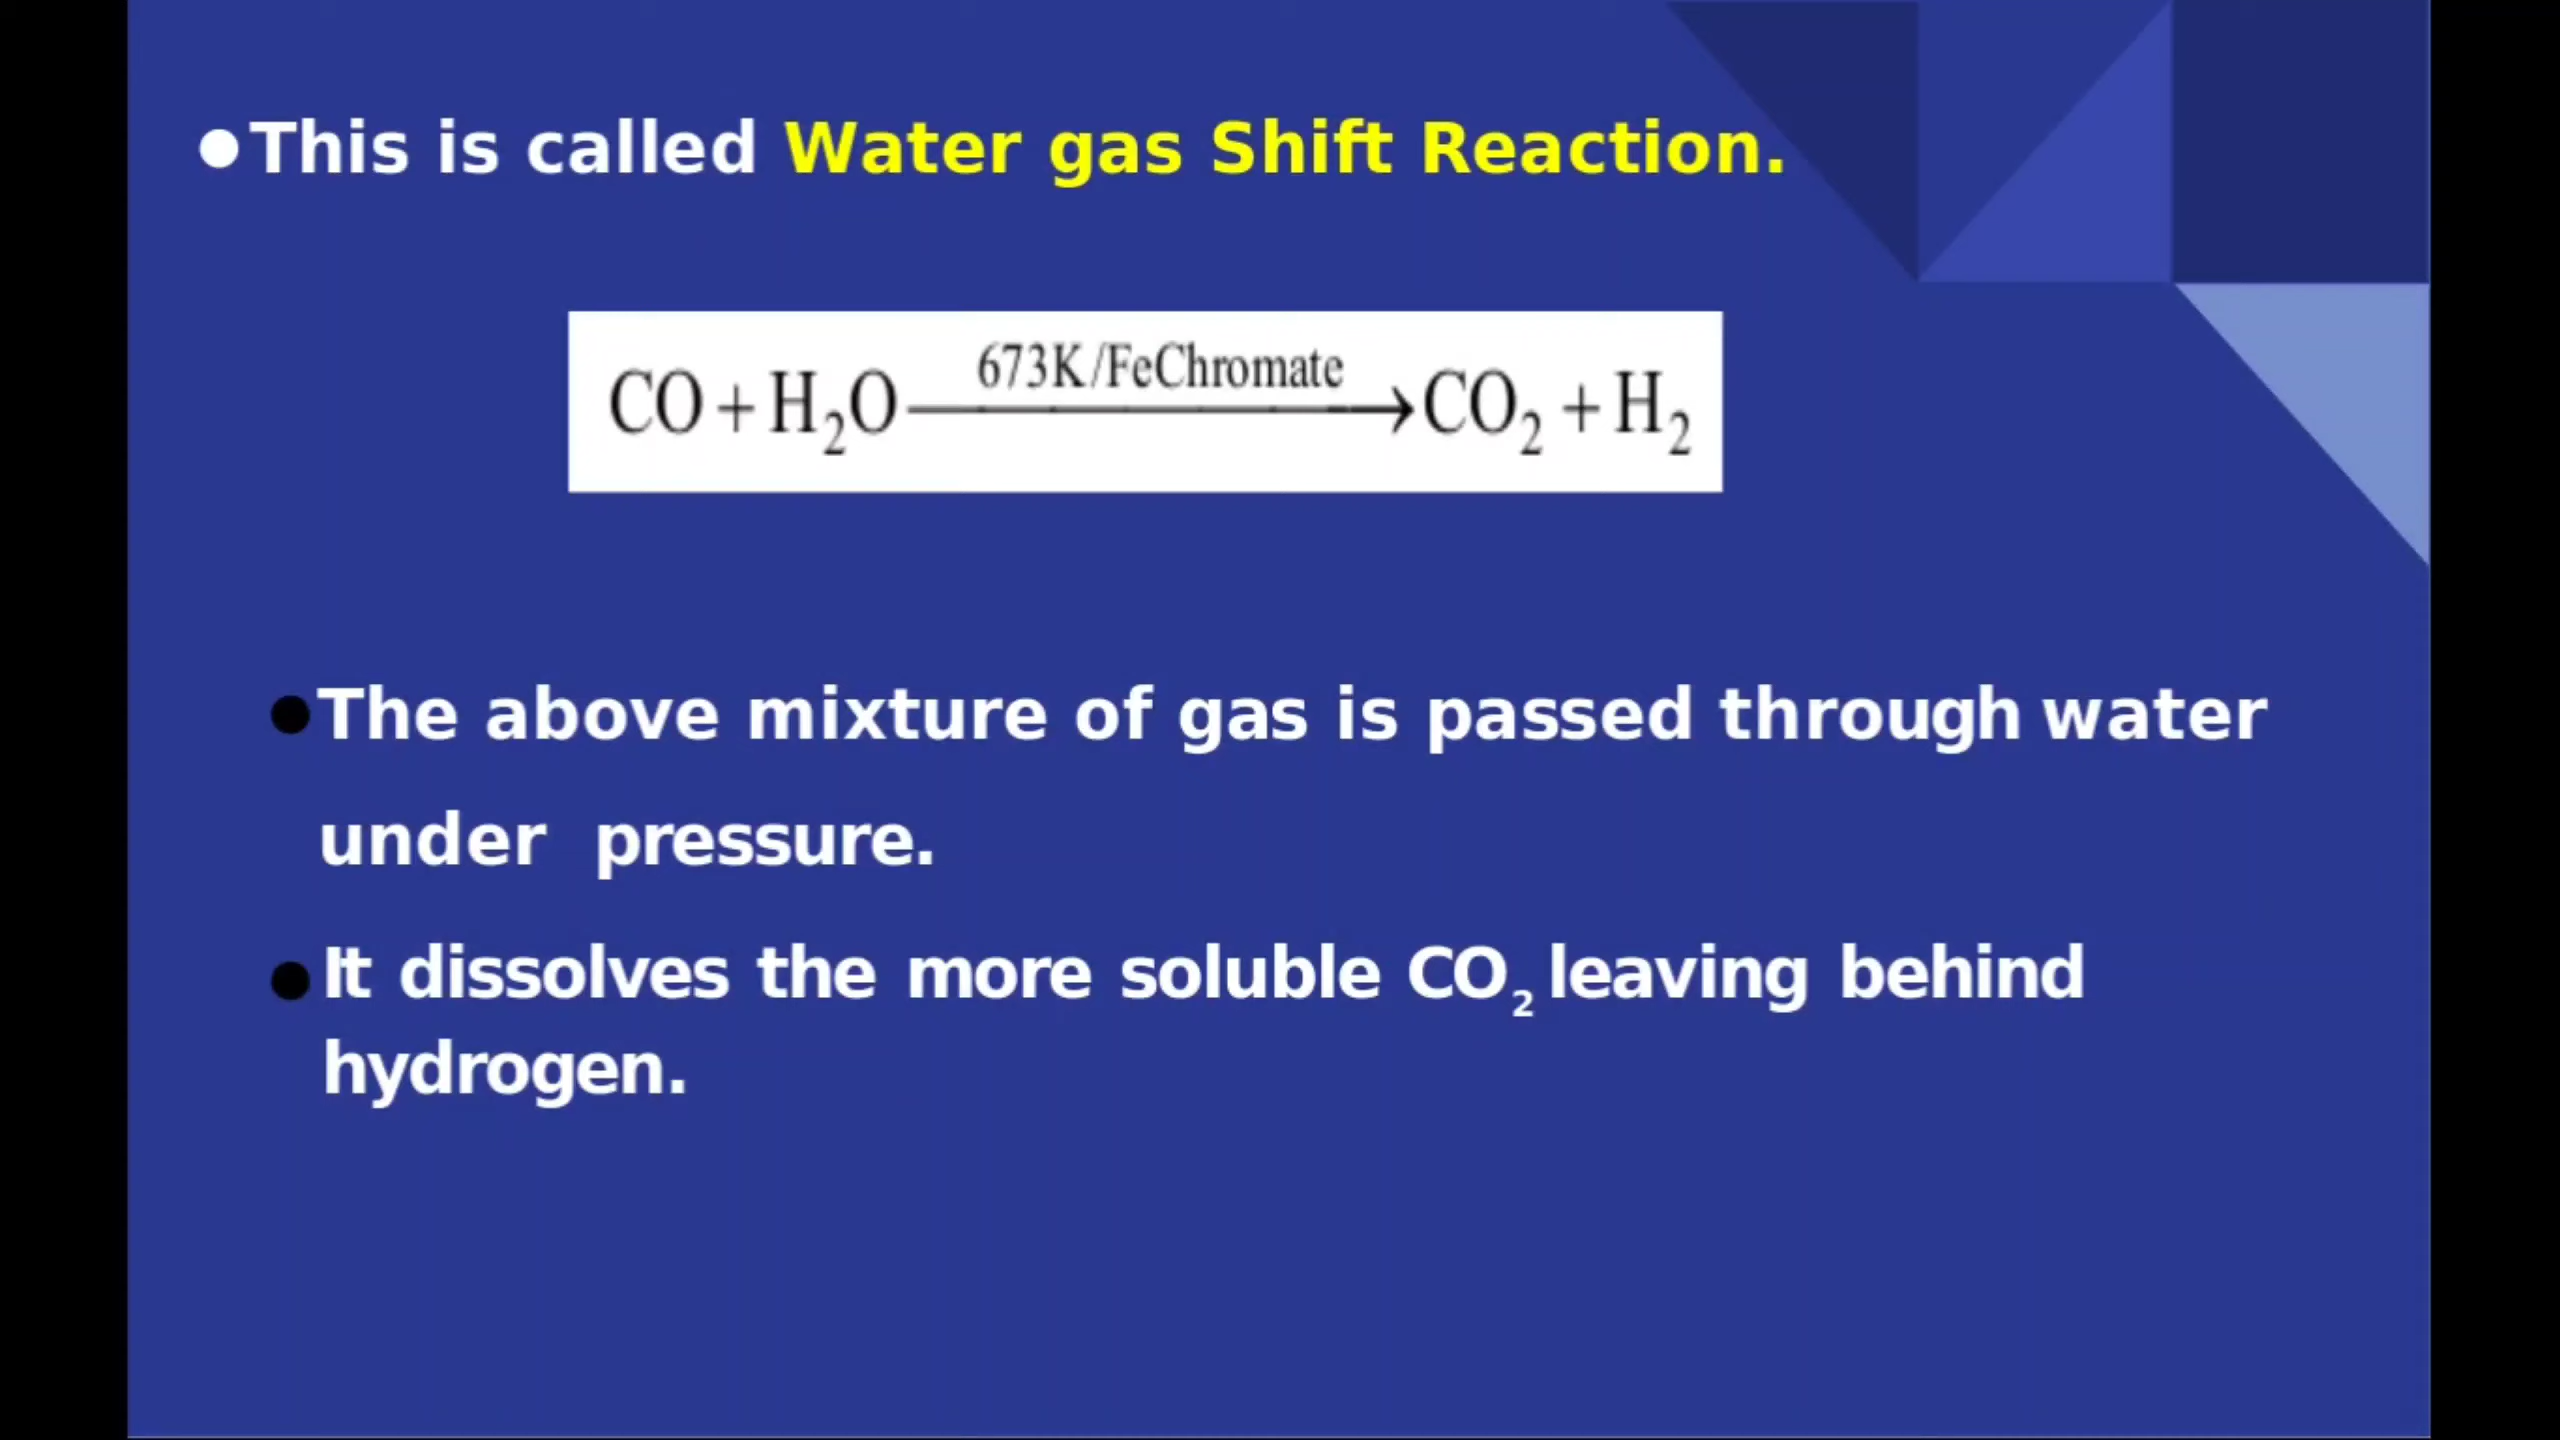 ●This is called Water gas Shift Reaction.
673K/FeChromate
CO+H₂O⟶CO₂+H₂
●The above mixture of gas is passed through water
under pressure.
●It dissolves the more soluble CO₂ leaving behind
hydrogen.